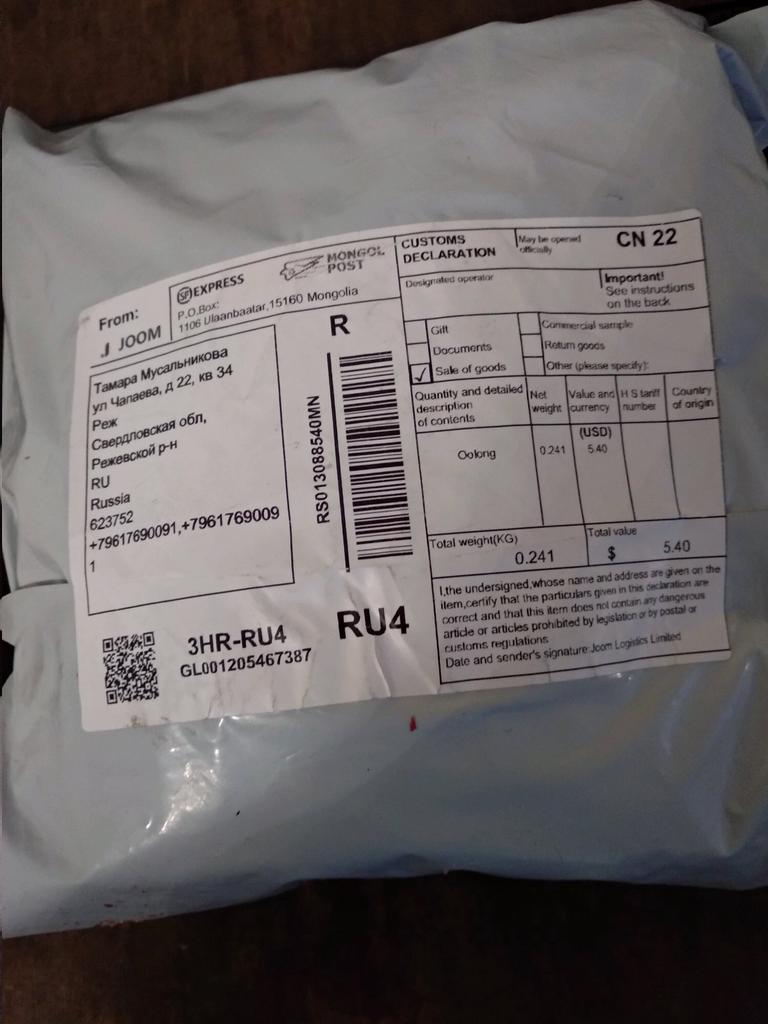 From:
J JOOM
SF EXPRESS
MONGOL
POST
P.O.Box:
1106 Ulaanbaatar,15160 Mongolia
Тамара Мусальникова
ул Чапаева, д 22, кв 34
Реж
Свердловская обл,
Режевской р-н
RU
Russia
623752
+79617690091,+7961769009
1
R
RS013088540MN
3HR-RU4
GL001205467387
RU4
CUSTOMS
DECLARATION
May be opened
officially
CN 22
Designated operator
Important!
See instructions
on the back
Gift
Documents
✓ Sale of goods
Commercial sample
Return goods
Other (please specify):
Quantity and detailed
description
of contents
Net
weight
Value and
currency
H S tariff
number
Country
of origin
(USD)
Oolong 0.241 5.40
Total weight(KG)
0.241
Total value
$ 5.40
I,the undersigned,whose name and address are given on the
item,certify that the particulars given in this declaration are
correct and that this item does not contain any dangerous
article or articles prohibited by legislation or by postal or
customs regulations
Date and sender's signature:Joom Logistics Limited